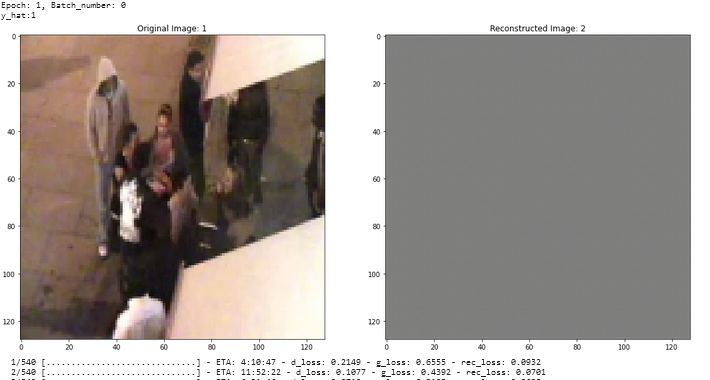 Epoch: 1, Batch_number: 0
y_hat:1
Original Image: 1
Reconstructed Image: 2
0
20
40
60
80
100
120
0 20 40 60 80 100 120
0
20
40
60
80
100
120
0 20 40 60 80 100 120
1/540 [..............................] - ETA: 4:10:47 - d_loss: 0.2149 - g_loss: 0.6555 - rec_loss: 0.0932
2/540 [..............................] - ETA: 11:52:22 - d_loss: 0.1077 - g_loss: 0.4392 - rec_loss: 0.0701